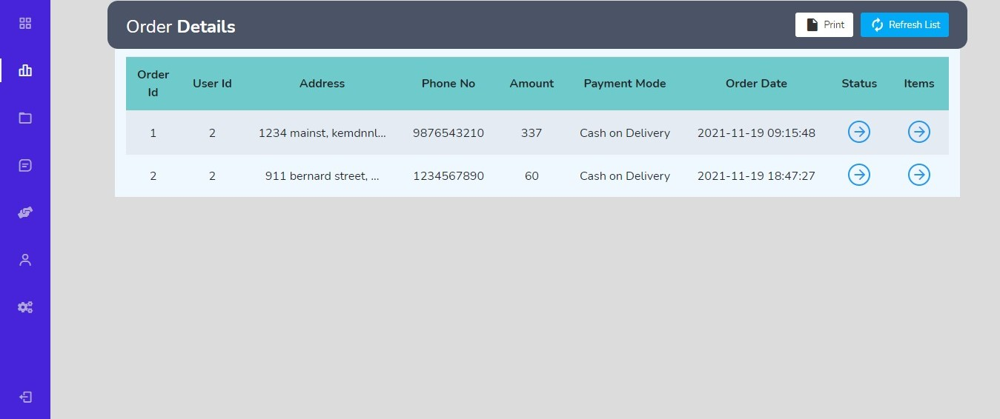 Order Details
Print
Refresh List
Order Id User Id Address Phone No Amount Payment Mode Order Date Status Items
1 2 1234 mainst, kemdnnl... 9876543210 337 Cash on Delivery 2021-11-19 09:15:48
2 2 911 bernard street, ... 1234567890 60 Cash on Delivery 2021-11-19 18:47:27